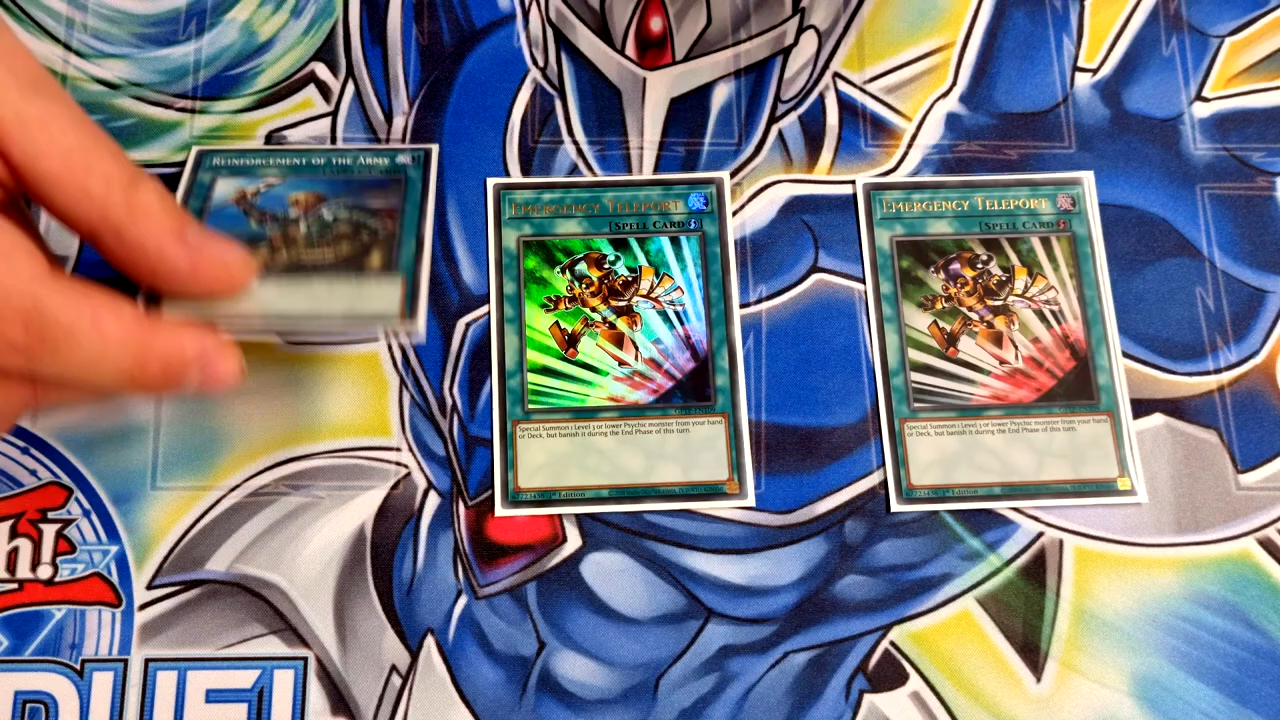 REINFORCEMENT OF THE ARMY
EMERGENCY TELEPORT
[SPELL CARD]
Special Summon 1 Level 3 or lower Psychic monster from your hand
or Deck, but banish it during the End Phase of this turn.
1st Edition
EMERGENCY TELEPORT
[SPELL CARD]
Special Summon 1 Level 3 or lower Psychic monster from your hand
or Deck, but banish it during the End Phase of this turn.
1st Edition
h!
DUEL